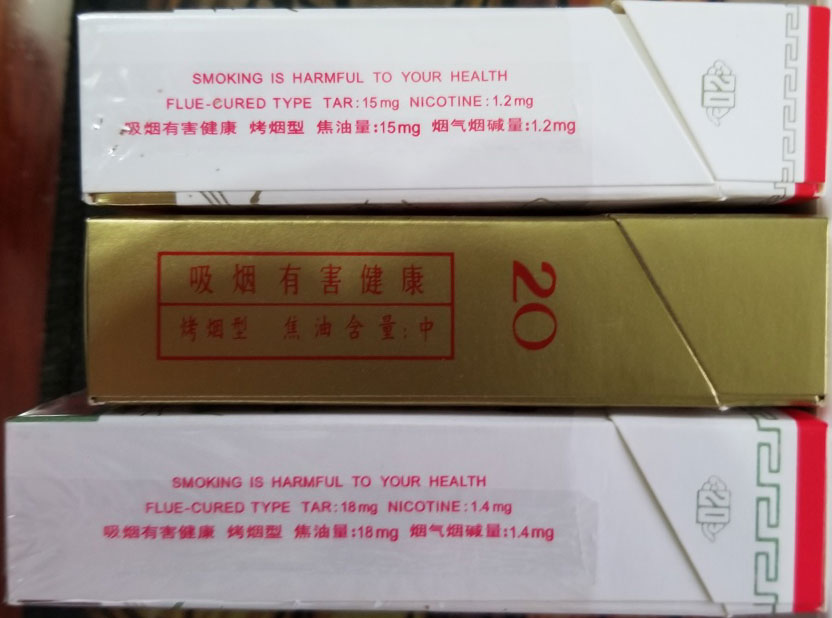 SMOKING IS HARMFUL TO YOUR HEALTH
FLUE-CURED TYPE TAR:15mg NICOTINE:1.2mg
吸烟有害健康 烤烟型 焦油量:15mg 烟气烟碱量:1.2mg
20
吸烟有害健康
烤烟型 焦油含量:中
20
SMOKING IS HARMFUL TO YOUR HEALTH
FLUE-CURED TYPE TAR:18mg NICOTINE:1.4mg
吸烟有害健康 烤烟型 焦油量:18mg 烟气烟碱量:1.4mg
20